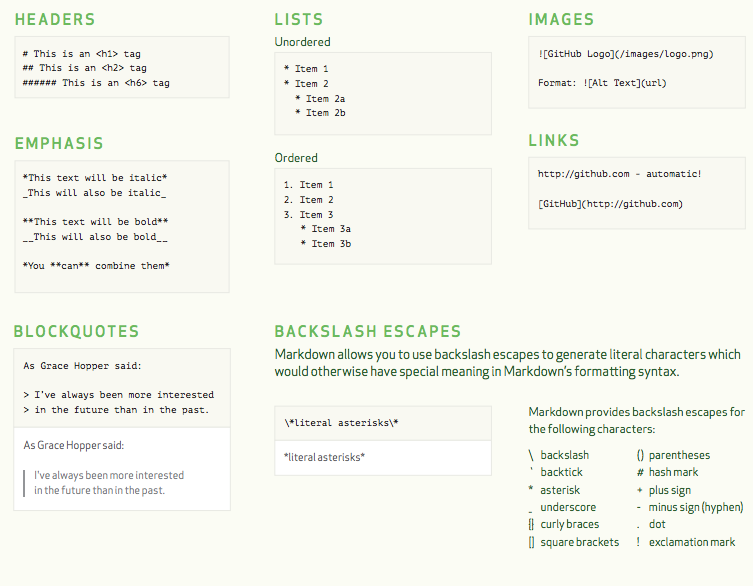 HEADERS
# This is an <h1> tag
## This is an <h2> tag
###### This is an <h6> tag
EMPHASIS
*This text will be italic*
_This will also be italic_
**This text will be bold**
__This will also be bold__
*You **can** combine them*
LISTS
Unordered
* Item 1
* Item 2
  * Item 2a
  * Item 2b
Ordered
1. Item 1
2. Item 2
3. Item 3
   * Item 3a
   * Item 3b
IMAGES
![GitHub Logo](/images/logo.png)
Format: ![Alt Text](url)
LINKS
http://github.com - automatic!
[GitHub](http://github.com)
BLOCKQUOTES
As Grace Hopper said:
> I've always been more interested
> in the future than in the past.
As Grace Hopper said:
I've always been more interested
in the future than in the past.
BACKSLASH ESCAPES
Markdown allows you to use backslash escapes to generate literal characters which
would otherwise have special meaning in Markdown's formatting syntax.
\*literal asterisks\*
*literal asterisks*
Markdown provides backslash escapes for
the following characters:
\ backslash
` backtick
* asterisk
_ underscore
{} curly braces
[] square brackets
() parentheses
# hash mark
+ plus sign
- minus sign (hyphen)
. dot
! exclamation mark